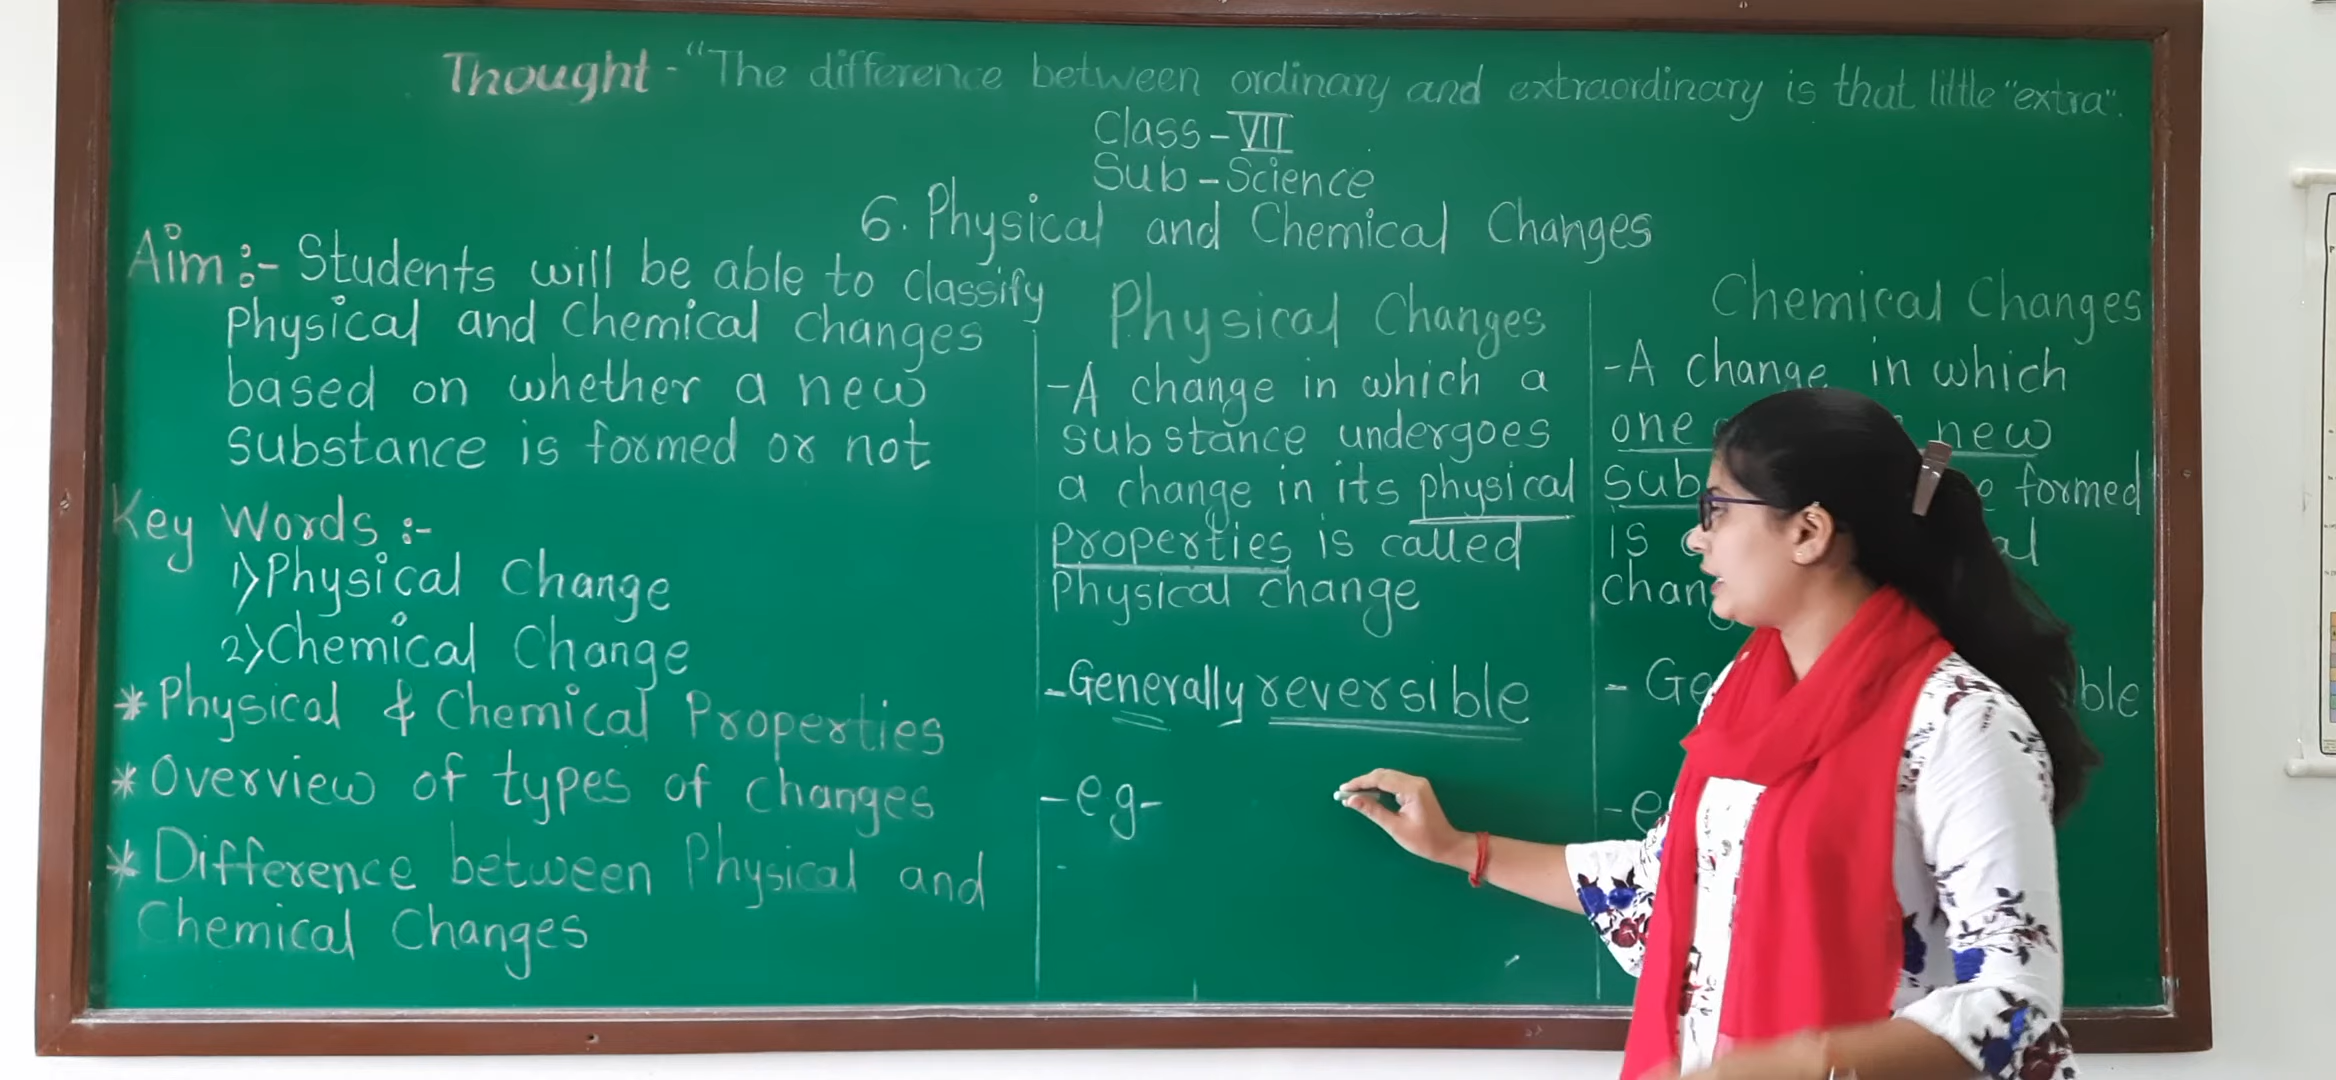 Thought - "The difference between ordinary and extraordinary is that little "extra".
Class - VII
Sub - Science
6. Physical and Chemical Changes
Aim :- Students will be able to classify
Physical and Chemical changes
based on whether a new
substance is formed or not
Key Words :-
1) Physical Change
2) Chemical Change
* Physical & Chemical Properties
* Overview of types of changes
* Difference between Physical and
Chemical Changes
Physical Changes
- A change in which a
substance undergoes
a change in its physical
properties is called
Physical change
- Generally reversible
- eg -
Chemical Changes
- A change in which
one new
formed
is